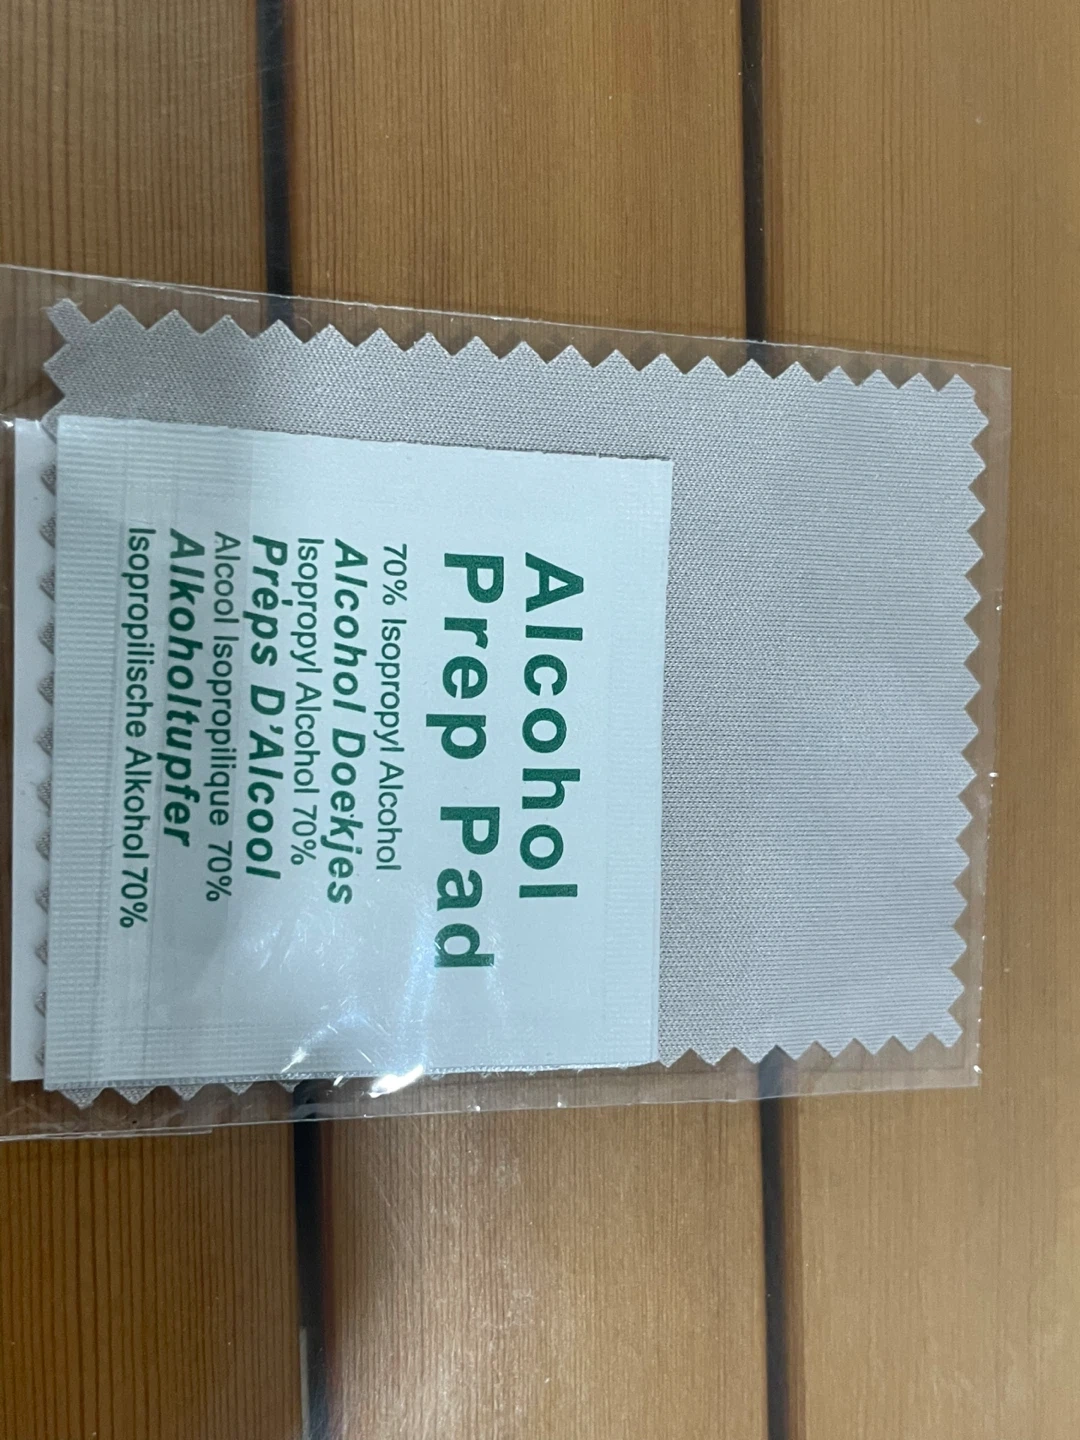 Alcohol
Prep Pad
70% Isopropyl Alcohol
Alcohol Doekjes
Isopropyl Alcohol 70%
Préps D'Alcool
Alcool Isopropilique 70%
Alkoholtupfer
Isopropilische Alkohol 70%